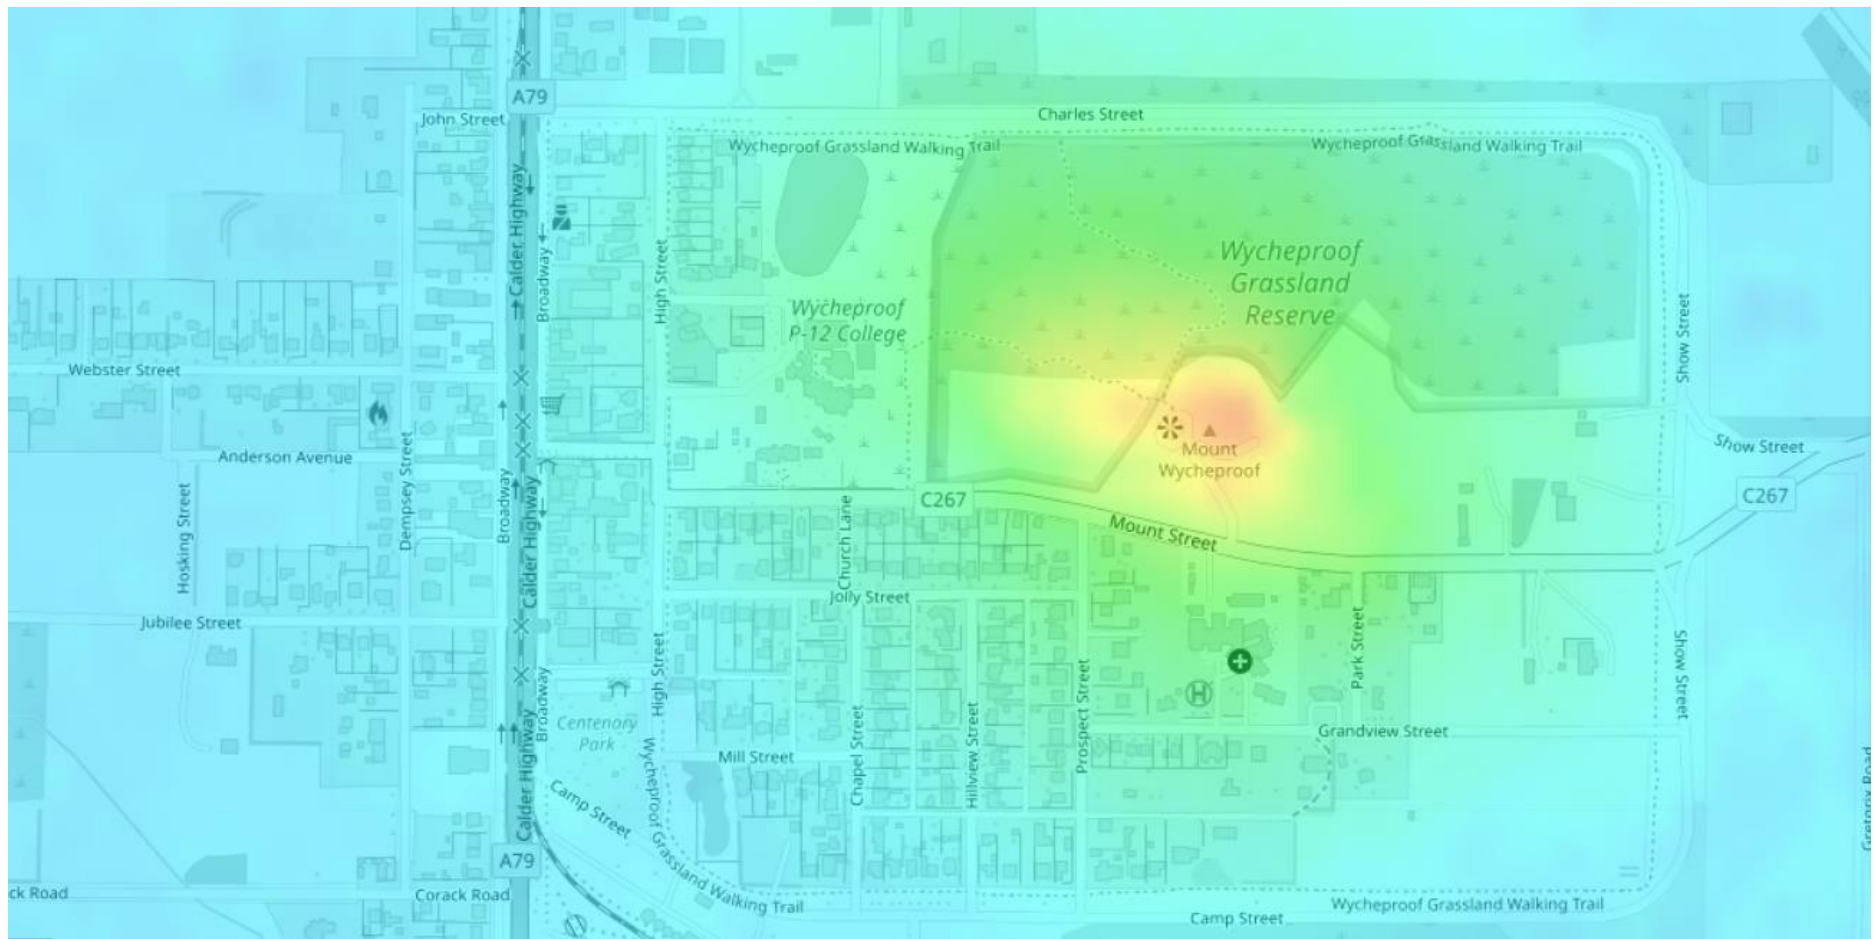 A79
John Street
Charles Street
Wycheproof Grassland Walking Trail
Wycheproof Grassland Walking Trail
Calder Highway
Broadway
High Street
Wycheproof
Grassland
Reserve
Wycheproof
P-12 College
Show Street
Webster Street
Mount
Wycheproof
Show Street
Anderson Avenue
Dempsey Street
Hosking Street
Broadway
Calder Highway
C267
C267
Mount Street
Church Lane
Jolly Street
Jubilee Street
High Street
Park Street
Show Street
H
Prospect Street
Broadway
Centenary
Park
Grandview Street
Mill Street
Chapel Street
Hillview Street
Calder Highway
Wycheproof Grassland Walking Trail
Camp Street
Gretorix Road
A79
ck Road
Corack Road
Wycheproof Grassland Walking Trail
Camp Street